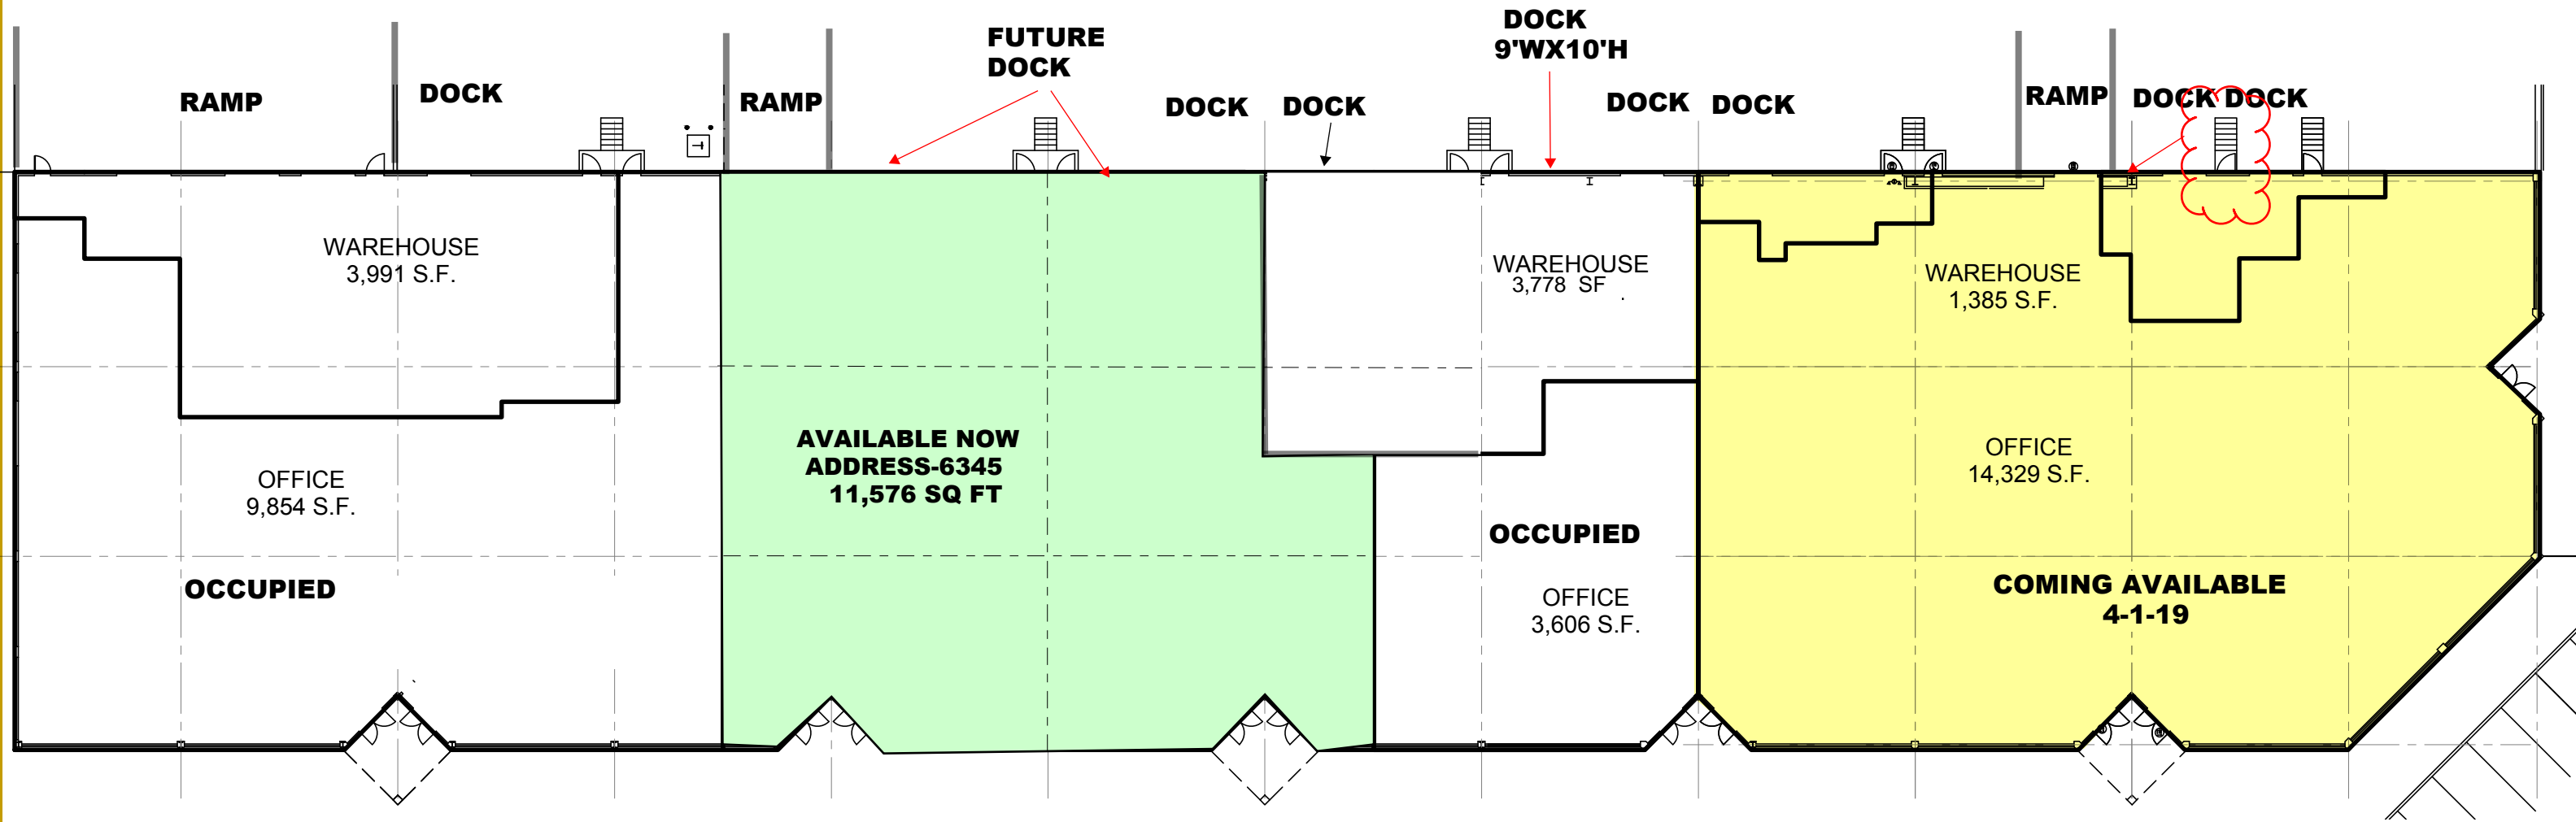 FUTURE
DOCK
DOCK
9'WX10'H
RAMP
DOCK
RAMP
DOCK
DOCK
DOCK
DOCK
RAMP
DOCK
DOCK
WAREHOUSE
3,991 S.F.
WAREHOUSE
3,778 SF
WAREHOUSE
1,385 S.F.
OFFICE
9,854 S.F.
AVAILABLE NOW
ADDRESS-6345
11,576 SQ FT
OFFICE
14,329 S.F.
OCCUPIED
OCCUPIED
OFFICE
3,606 S.F.
COMING AVAILABLE
4-1-19